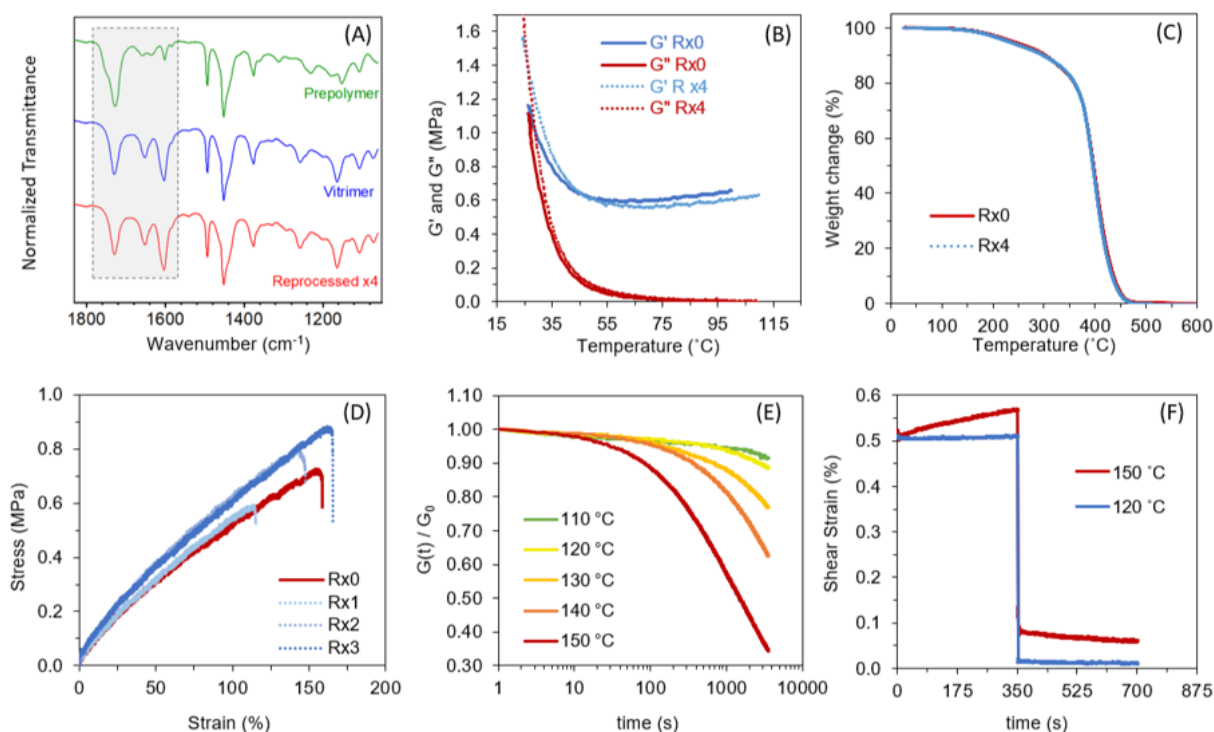 (A)
Prepolymer
Vitrimer
Reprocessed x4
Normalized Transmittance
1800 1600 1400 1200
Wavenumber (cm-1)
(B)
G' Rx0
G" Rx0
G' R x4
G" Rx4
G' and G" (MPa)
1.8
1.6
1.4
1.2
1.0
0.8
0.6
0.4
0.2
0.0
15 35 55 75 95 115
Temperature (˚C)
(C)
Rx0
Rx4
Weight change (%)
100
80
60
40
20
0
0 100 200 300 400 500 600
Temperature (˚C)
(D)
Rx0
Rx1
Rx2
Rx3
Stress (MPa)
1.0
0.8
0.6
0.4
0.2
0.0
0 50 100 150 200
Strain (%)
(E)
110 °C
120 °C
130 °C
140 °C
150 °C
G(t) / G0
1.10
1.00
0.90
0.80
0.70
0.60
0.50
0.40
0.30
1 10 100 1000 10000
time (s)
(F)
150 ˚C
120 ˚C
Shear Strain (%)
0.6
0.5
0.4
0.3
0.2
0.1
0.0
0 175 350 525 700 875
time (s)